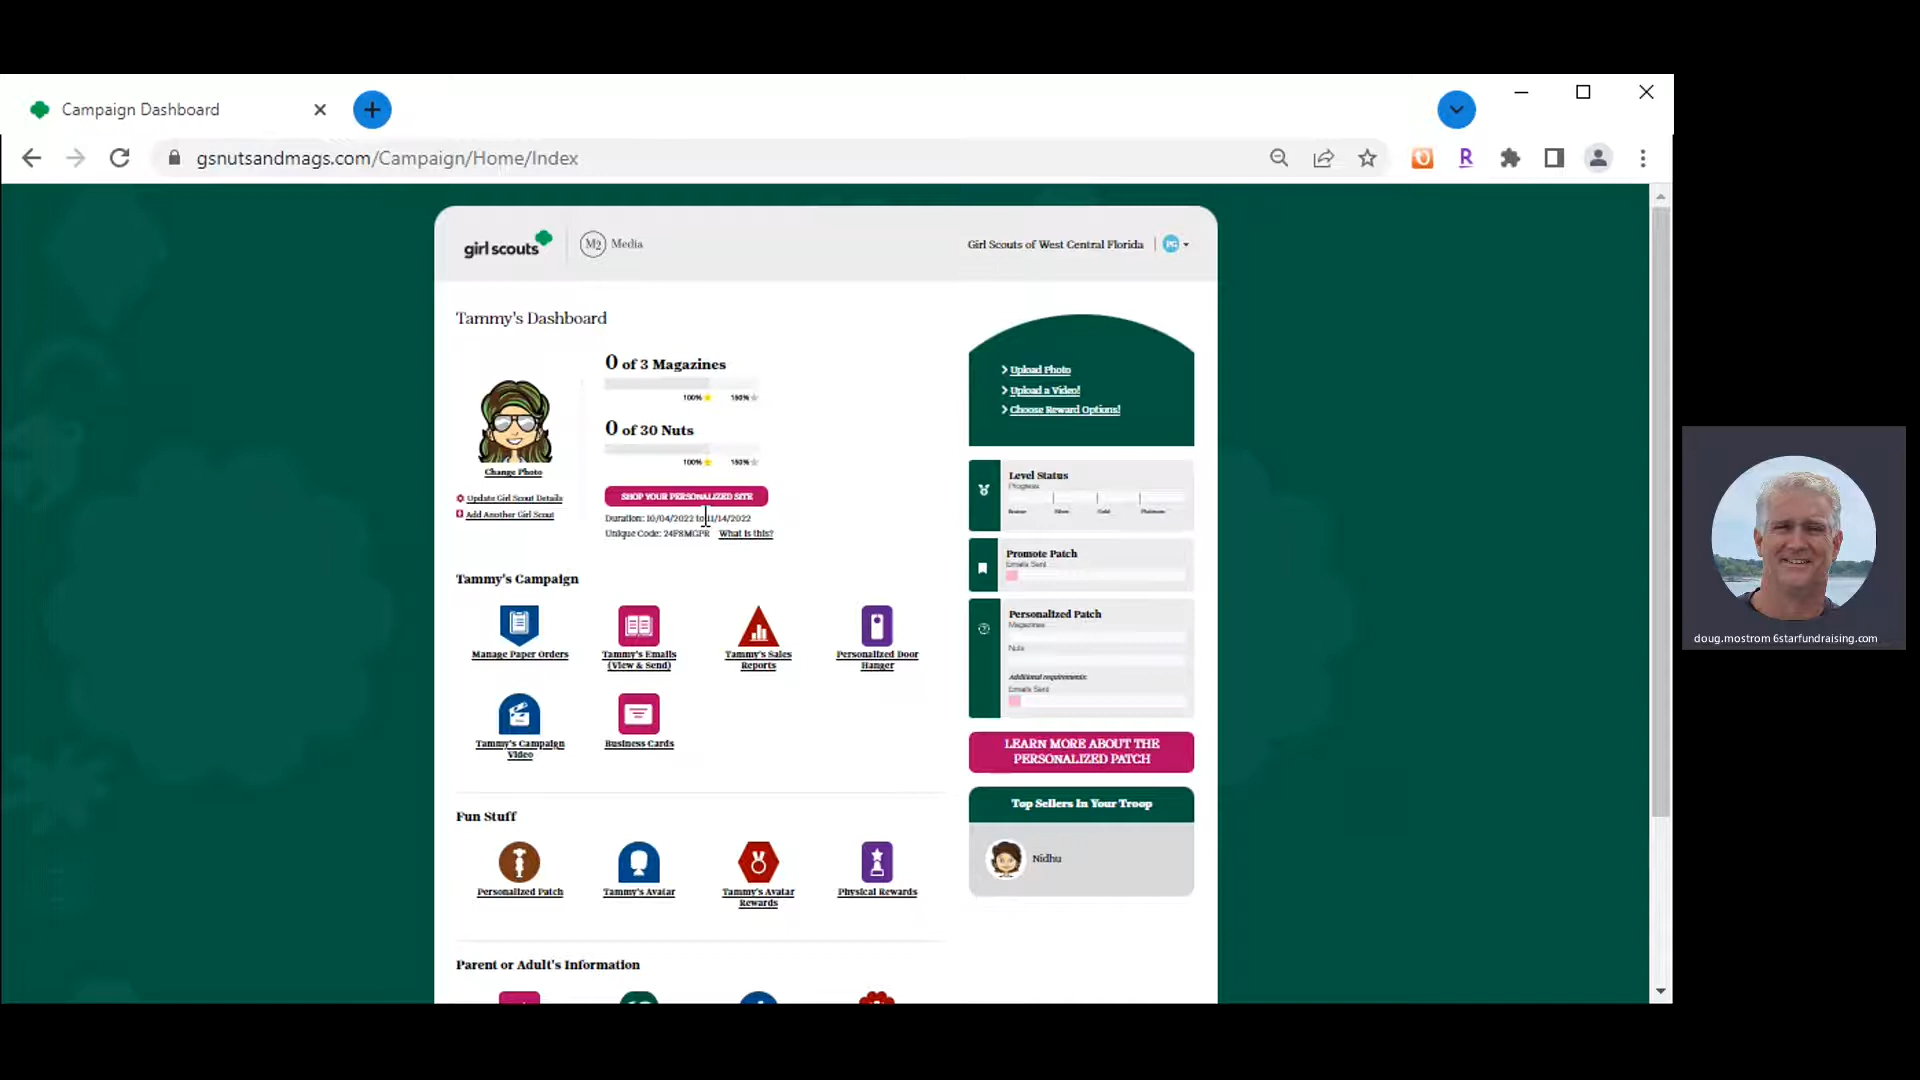 Campaign Dashboard
gsnutsandmags.com/Campaign/Home/Index
girl scouts
M2 Media
Girl Scouts of West Central Florida
PG
Tammy's Dashboard
0 of 3 Magazines
100% 150%
0 of 30 Nuts
100% 150%
Change Photo
Update Girl Scout Details
Add Another Girl Scout
SHOP YOUR PERSONALIZED SITE
Duration: 10/04/2022 to 11/14/2022
Unique Code: 24F8MGPR What is this?
Upload Photo
Upload a Video!
Choose Reward Options!
Level Status
Progress
Bronze Silver Gold Platinum
Promote Patch
Emails Sent
Personalized Patch
Magazines
Nuts
Additional requirements:
Emails Sent
LEARN MORE ABOUT THE
PERSONALIZED PATCH
Top Sellers In Your Troop
Nidhu
Tammy's Campaign
Manage Paper Orders
Tammy's Emails
(View & Send)
Tammy's Sales
Reports
Personalized Door
Hanger
Tammy's Campaign
Video
Business Cards
Fun Stuff
Personalized Patch
Tammy's Avatar
Tammy's Avatar
Rewards
Physical Rewards
Parent or Adult's Information
doug.mostrom 6starfundraising.com